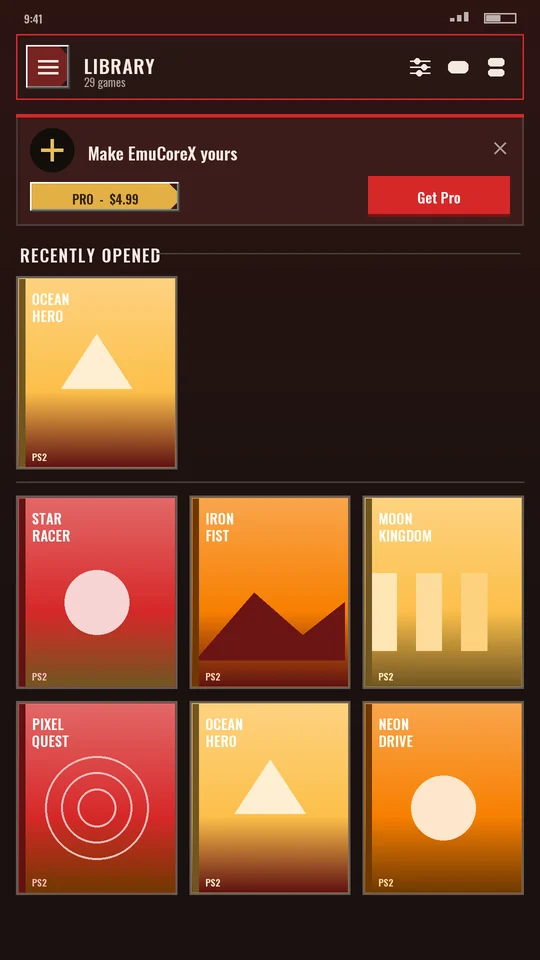 9:41
LIBRARY
29 games
Make EmuCoreX yours
PRO - $4.99
Get Pro
RECENTLY OPENED
OCEAN
HERO
PS2
STAR
RACER
PS2
IRON
FIST
PS2
MOON
KINGDOM
PS2
PIXEL
QUEST
PS2
OCEAN
HERO
PS2
NEON
DRIVE
PS2